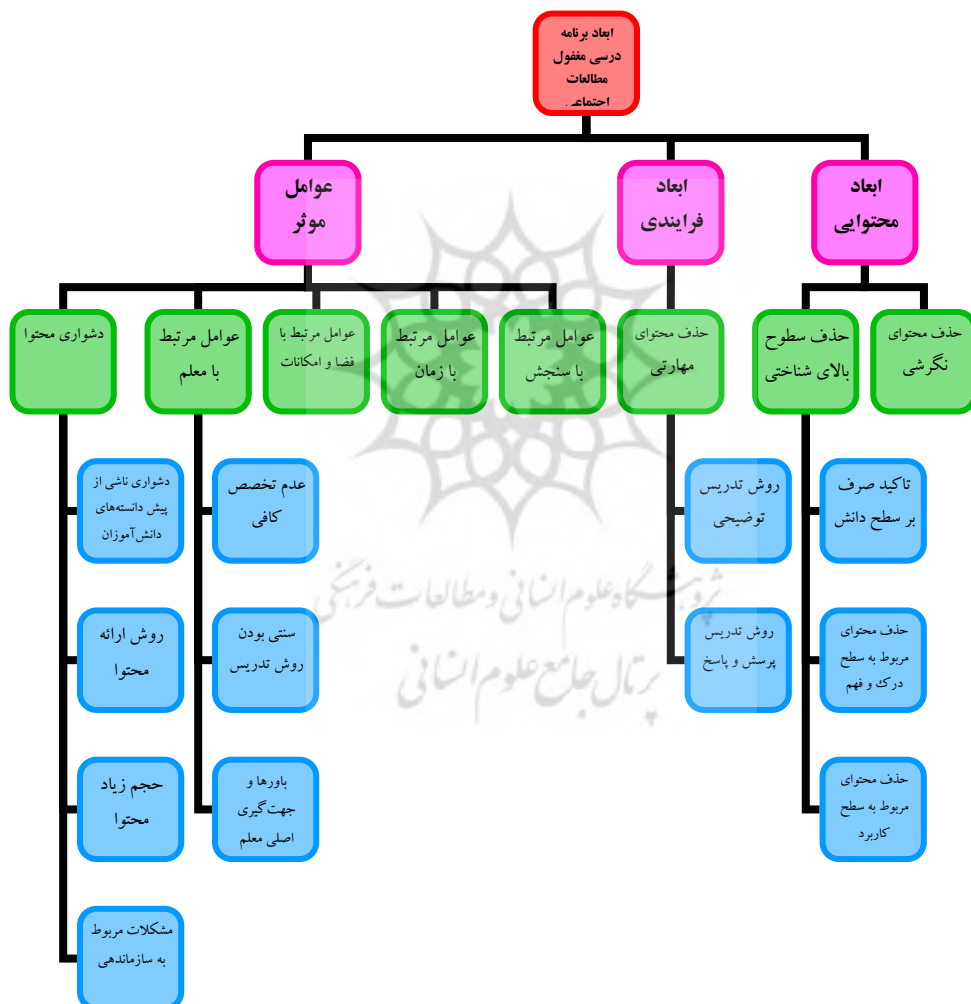 ابعاد برنامه
درسی مغفول
مطالعات
اجتماعی
ابعاد
محتوایی
ابعاد
فرایندی
عوامل
موثر
حذف محتوای
نگرشی
حذف سطوح
بالای شناختی
حذف محتوای
مهارتی
عوامل مرتبط
با سنجش
عوامل مرتبط
با زمان
عوامل مرتبط با
فضا و امکانات
عوامل مرتبط
با معلم
دشواری محتوا
تاکید صرف
بر سطح دانش
روش تدریس
توضیحی
عدم تخصص
کافی
دشواری ناشی از
پیش دانسته‌های
دانش‌آموزان
حذف محتوای
مربوط به سطح
درک و فهم
روش تدریس
پرسش و پاسخ
سنتی بودن
روش تدریس
روش ارائه
محتوا
حذف محتوای
مربوط به سطح
کاربرد
باورها و
جهت‌گیری
اصلی معلم
حجم زیاد
محتوا
مشکلات مربوط
به سازماندهی
پژوهشگاه علوم انسانی و مطالعات فرهنگی
پرتال جامع علوم انسانی